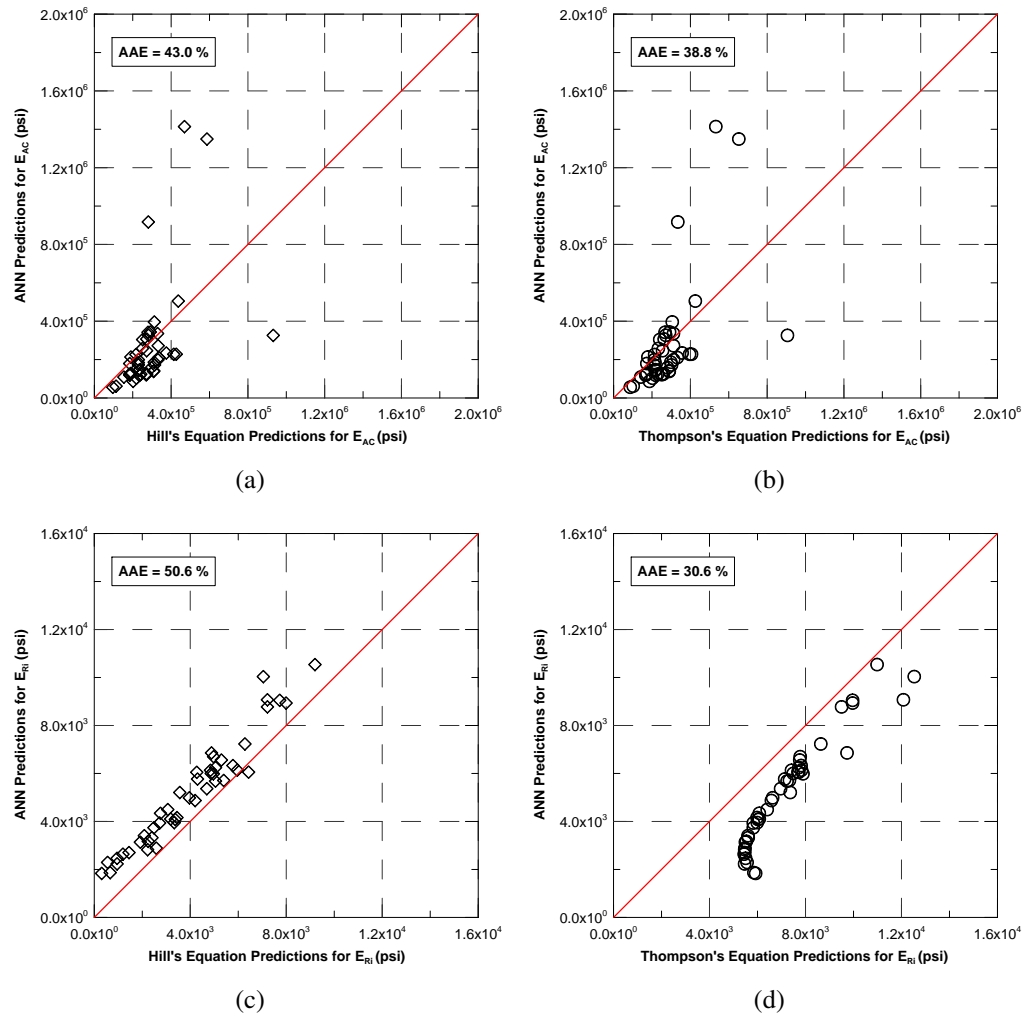 AAE = 43.0 %
ANN Predictions for E_AC (psi)
2.0x10^6
1.6x10^6
1.2x10^6
8.0x10^5
4.0x10^5
0.0x10^0
0.0x10^0 4.0x10^5 8.0x10^5 1.2x10^6 1.6x10^6 2.0x10^6
Hill's Equation Predictions for E_AC (psi)
(a)
AAE = 38.8 %
ANN Predictions for E_AC (psi)
2.0x10^6
1.6x10^6
1.2x10^6
8.0x10^5
4.0x10^5
0.0x10^0
0.0x10^0 4.0x10^5 8.0x10^5 1.2x10^6 1.6x10^6 2.0x10^6
Thompson's Equation Predictions for E_AC (psi)
(b)
AAE = 50.6 %
ANN Predictions for E_Ri (psi)
1.6x10^4
1.2x10^4
8.0x10^3
4.0x10^3
0.0x10^0
0.0x10^0 4.0x10^3 8.0x10^3 1.2x10^4 1.6x10^4
Hill's Equation Predictions for E_Ri (psi)
(c)
AAE = 30.6 %
ANN Predictions for E_Ri (psi)
1.6x10^4
1.2x10^4
8.0x10^3
4.0x10^3
0.0x10^0
0.0x10^0 4.0x10^3 8.0x10^3 1.2x10^4 1.6x10^4
Thompson's Equation Predictions for E_Ri (psi)
(d)